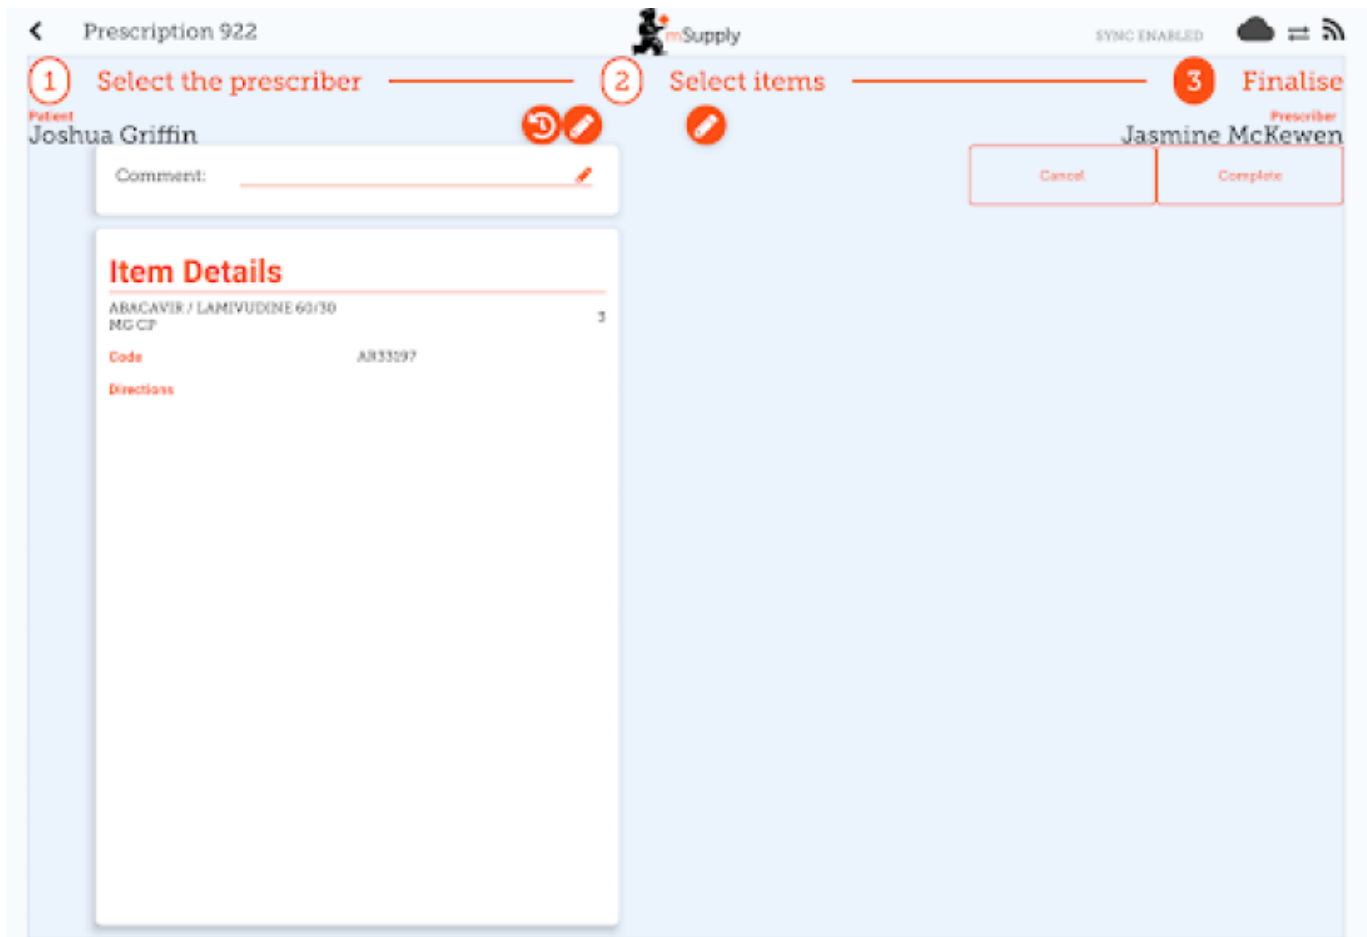 Prescription 922
mSupply
SYNC ENABLED
1 Select the prescriber
2 Select items
3 Finalise
Patient
Joshua Griffin
Prescriber
Jasmine McKewen
Comment:
Cancel
Complete
Item Details
ABACAVIR / LAMIVUDINE 60/30
MG CP
3
Code
AR33197
Directions